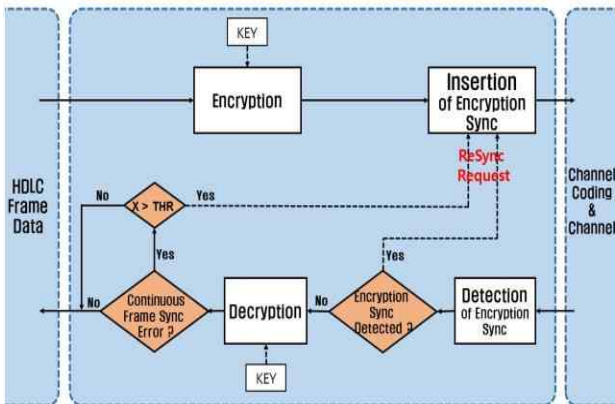 KEY
Encryption
Insertion
of Encryption
Sync
ReSync
Request
HDLC
Frame
Data
No
X > THR
Yes
Channel
Coding
&
Channel
Yes
Yes
No
Continuous
Frame Sync
Error ?
Decryption
No
Encryption
Sync
Detected ?
Detection
of Encryption
Sync
KEY